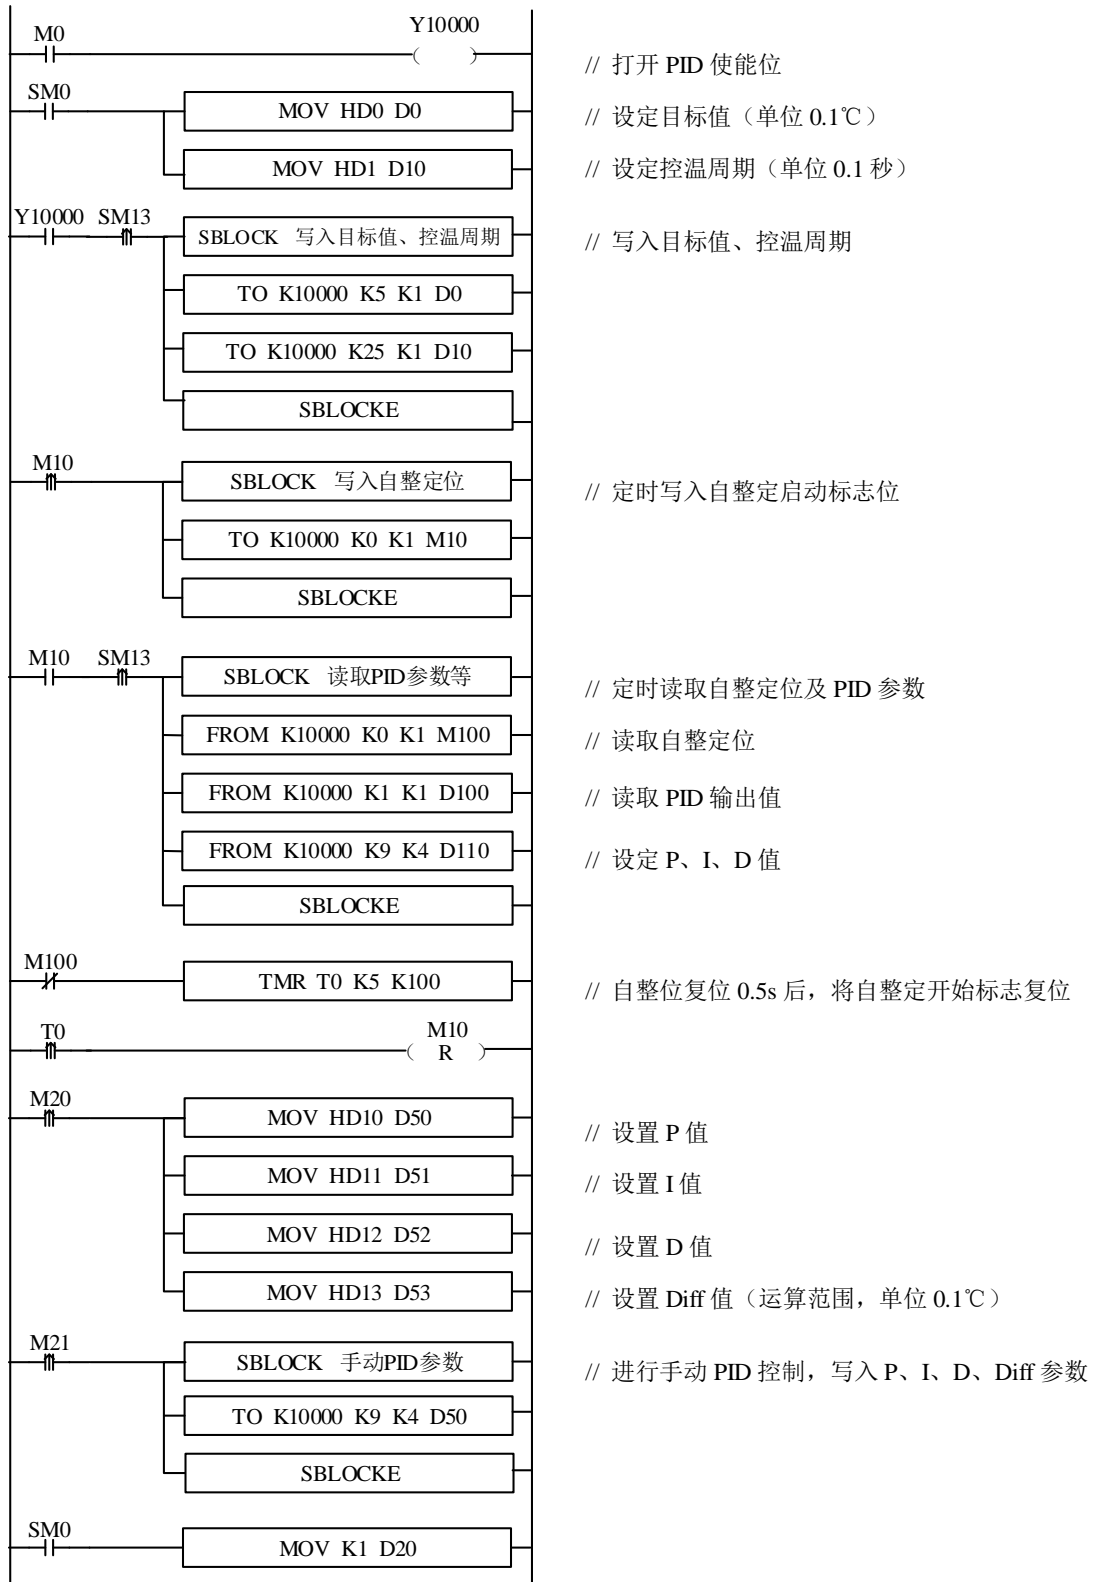 M0
Y10000
( )
// 打开 PID 使能位
SM0
MOV HD0 D0
// 设定目标值（单位 0.1℃）
MOV HD1 D10
// 设定控温周期（单位 0.1 秒）
Y10000 SM13
SBLOCK 写入目标值、控温周期
// 写入目标值、控温周期
TO K10000 K5 K1 D0
TO K10000 K25 K1 D10
SBLOCKE
M10
SBLOCK 写入自整定位
// 定时写入自整定启动标志位
TO K10000 K0 K1 M10
SBLOCKE
M10 SM13
SBLOCK 读取PID参数等
// 定时读取自整定位及 PID 参数
FROM K10000 K0 K1 M100
// 读取自整定位
FROM K10000 K1 K1 D100
// 读取 PID 输出值
FROM K10000 K9 K4 D110
// 设定 P、I、D 值
SBLOCKE
M100
TMR T0 K5 K100
// 自整位复位 0.5s 后，将自整定开始标志复位
T0
M10
( R )
M20
MOV HD10 D50
// 设置 P 值
MOV HD11 D51
// 设置 I 值
MOV HD12 D52
// 设置 D 值
MOV HD13 D53
// 设置 Diff 值（运算范围，单位 0.1℃）
M21
SBLOCK 手动PID参数
// 进行手动 PID 控制，写入 P、I、D、Diff 参数
TO K10000 K9 K4 D50
SBLOCKE
SM0
MOV K1 D20